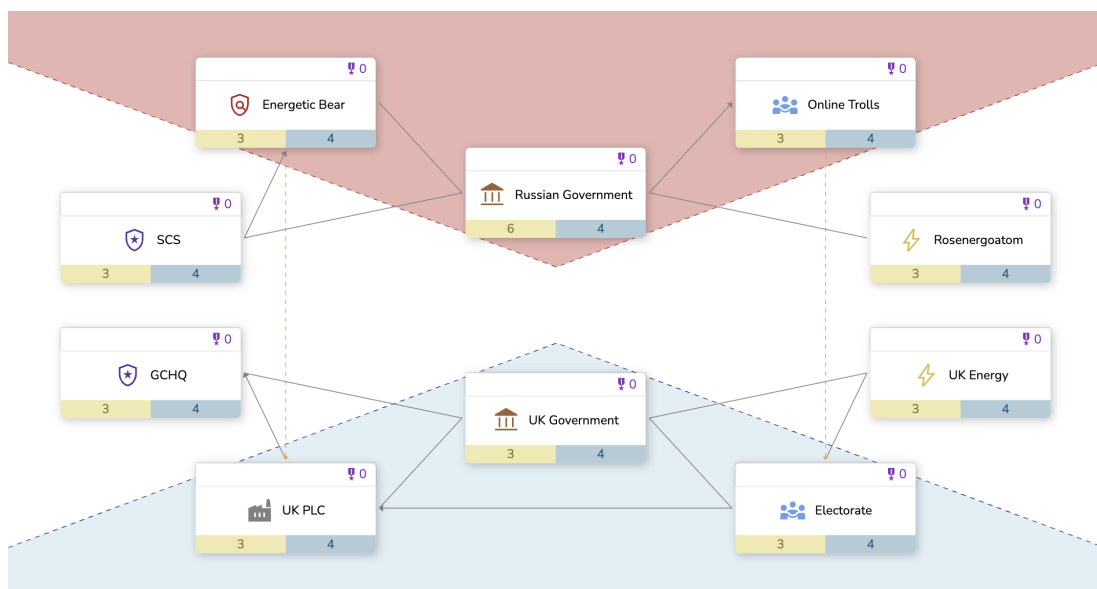 0
Energetic Bear
3 4
0
Online Trolls
3 4
0
Russian Government
6 4
0
SCS
3 4
0
Rosenergoatom
3 4
0
GCHQ
3 4
0
UK Energy
3 4
0
UK Government
3 4
0
UK PLC
3 4
0
Electorate
3 4